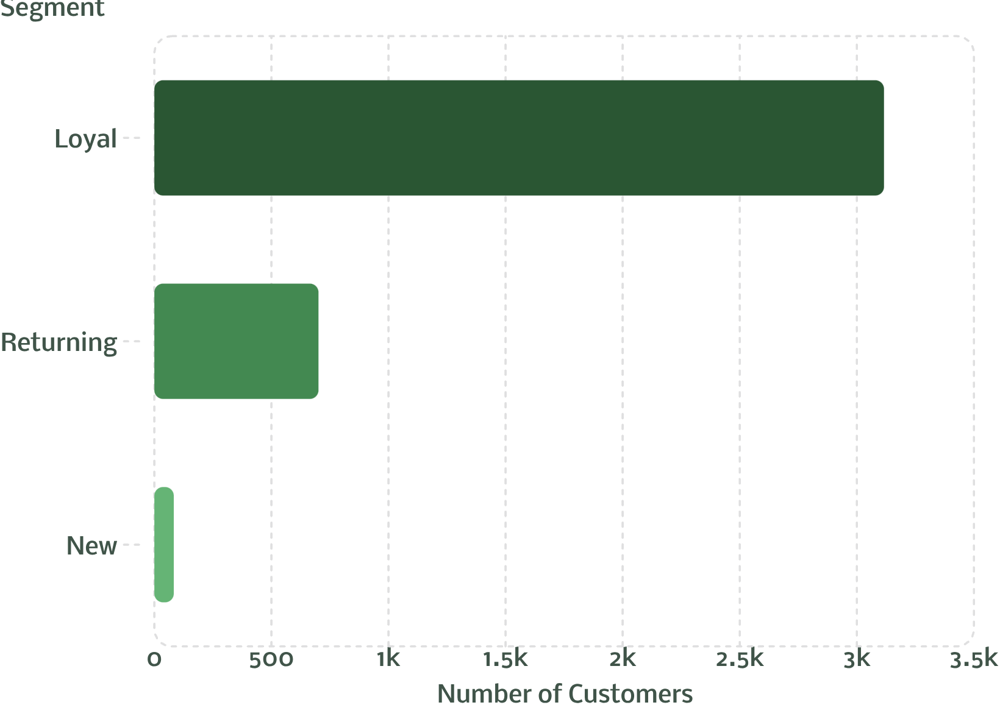 Segment
Loyal
Returning
New
0 500 1k 1.5k 2k 2.5k 3k 3.5k
Number of Customers